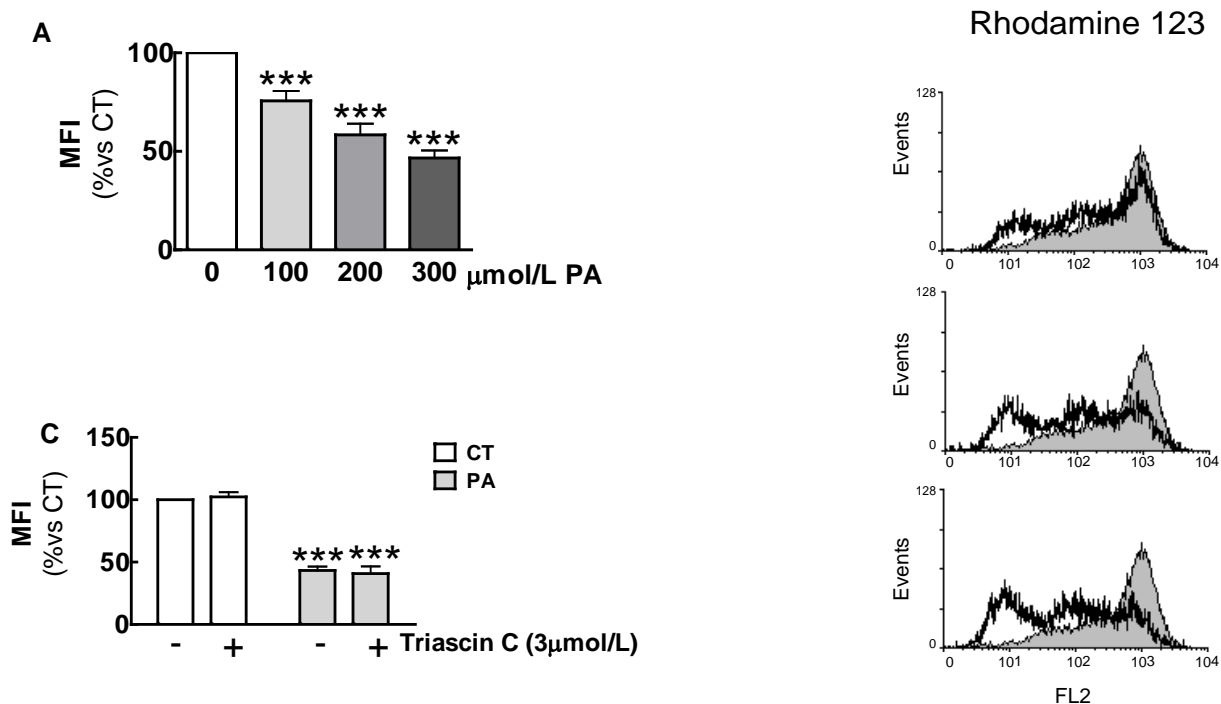 A
MFI
(%vs CT)
100
50
0
***
***
***
0 100 200 300 μmol/L PA
C
MFI
(%vs CT)
150
100
50
0
CT
PA
*** ***
- + - + Triascin C (3μmol/L)
Rhodamine 123
128
Events
0
0 101 102 103 104
128
Events
0
0 101 102 103 104
128
Events
0
0 101 102 103 104
FL2